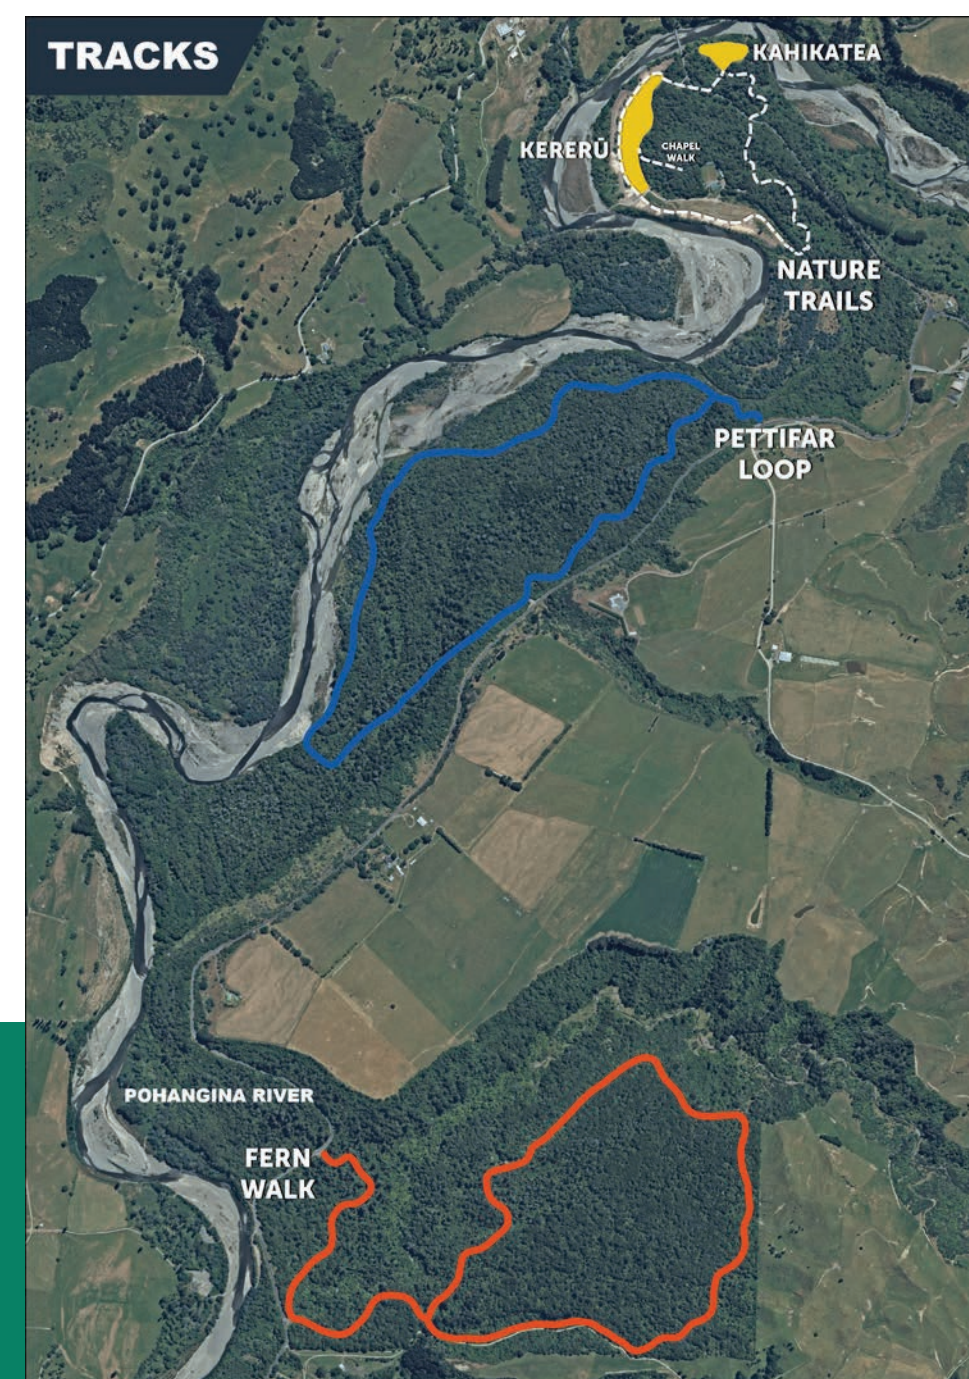 TRACKS
KAHIKATEA
KERERŪ
CHAPEL
WALK
NATURE
TRAILS
PETTIFAR
LOOP
POHANGINA RIVER
FERN
WALK